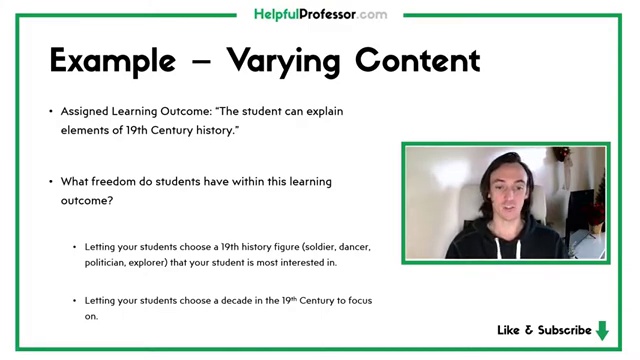 HelpfulProfessor.com
Example – Varying Content
• Assigned Learning Outcome: “The student can explain
elements of 19th Century history.”
• What freedom do students have within this learning
outcome?
• Letting your students choose a 19th history figure (soldier, dancer,
politician, explorer) that your student is most interested in.
• Letting your students choose a decade in the 19th Century to focus
on.
Like & Subscribe